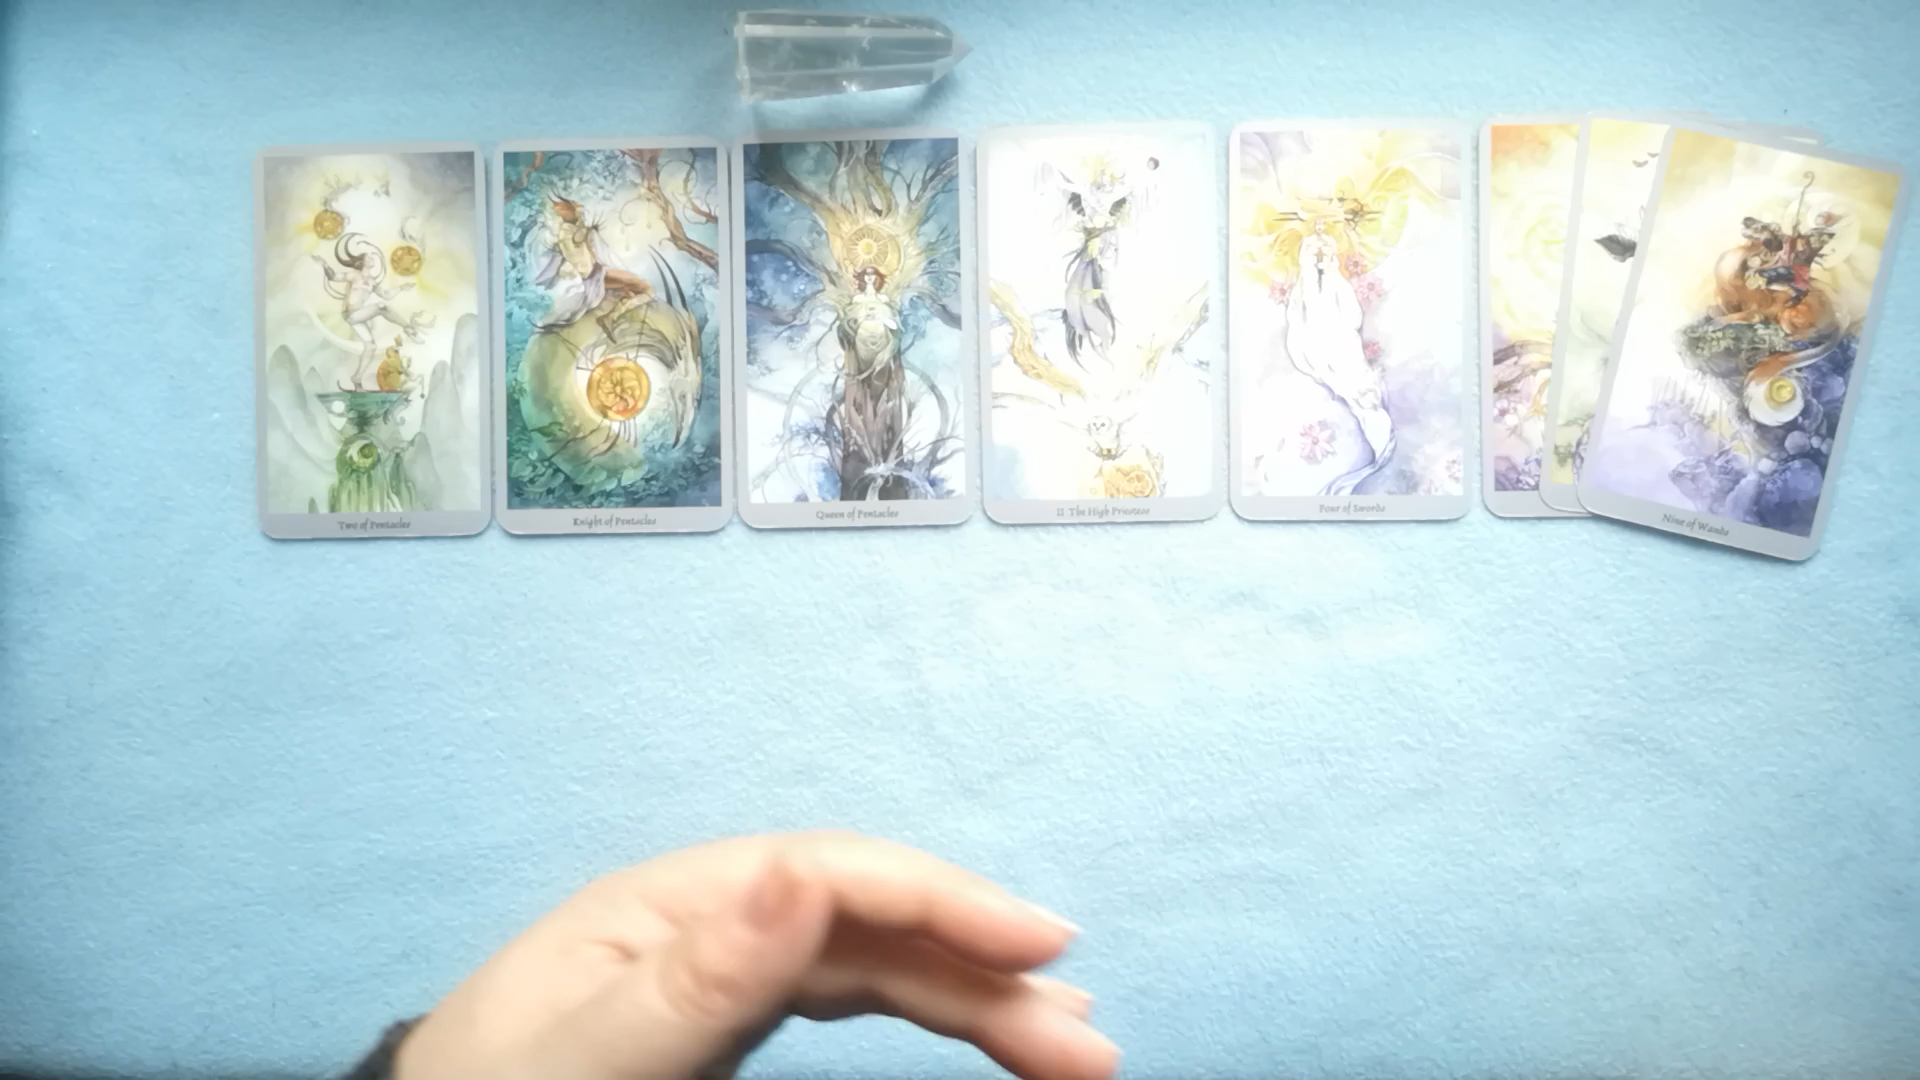 Two of Pentacles
Knight of Pentacles
Queen of Pentacles
II The High Priestess
Four of Swords
Nine of Wands